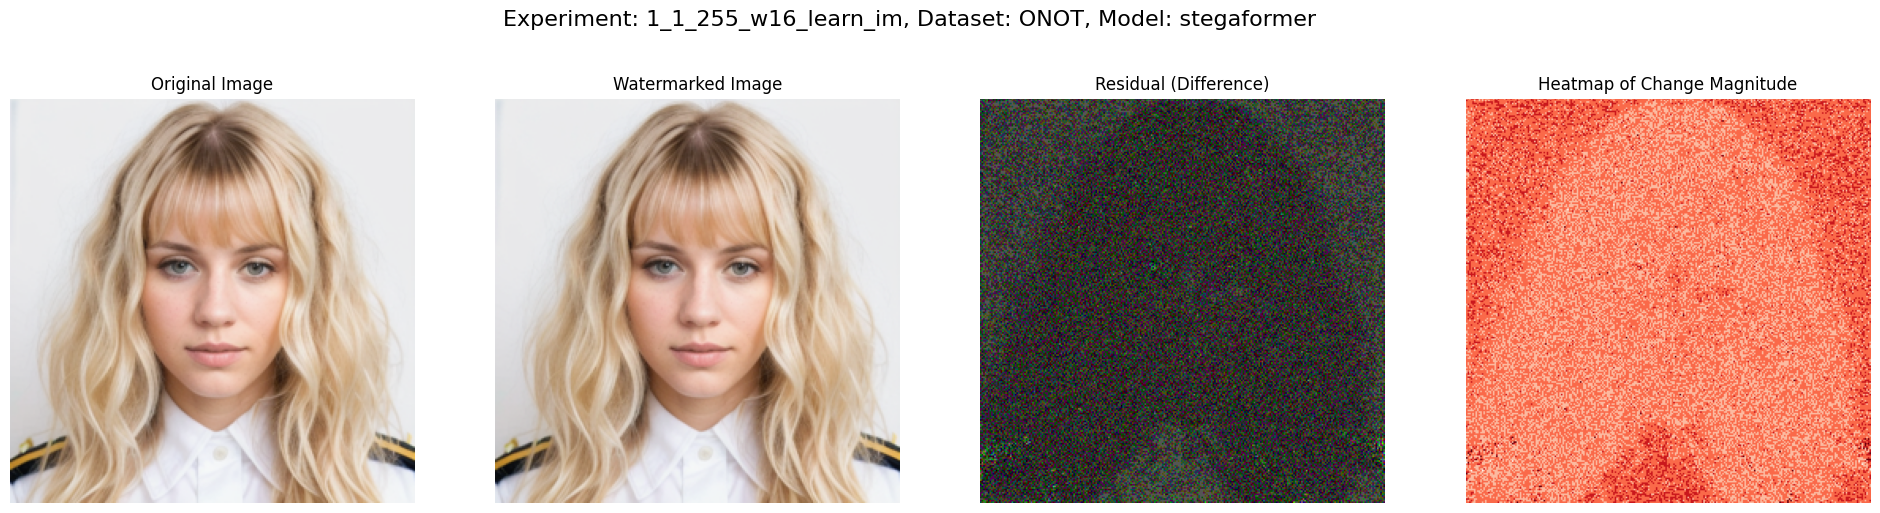 Experiment: 1_1_255_w16_learn_im, Dataset: ONOT, Model: stegaformer
Original Image
Watermarked Image
Residual (Difference)
Heatmap of Change Magnitude